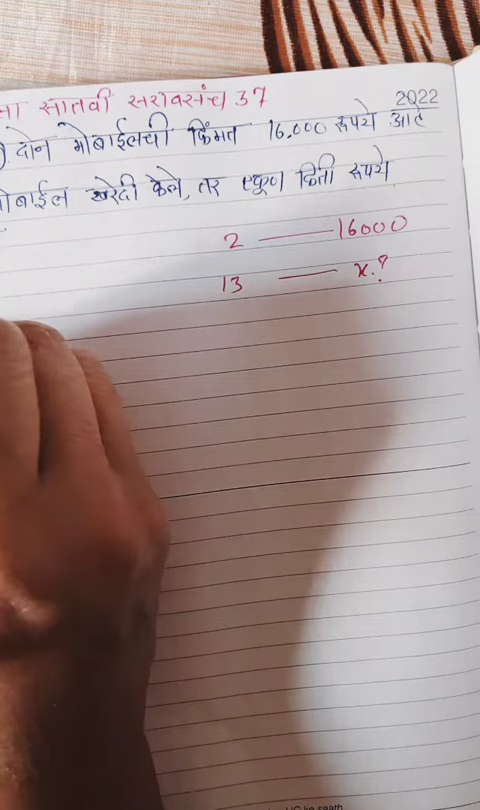 सातवी सरावसंच 37
2022
) दोन मोबाईलची किंमत 16,000 रूपये आहे
मोबाईल खरेदी केले, तर एकूण किती रूपये
2 — 16000
13 — x.?